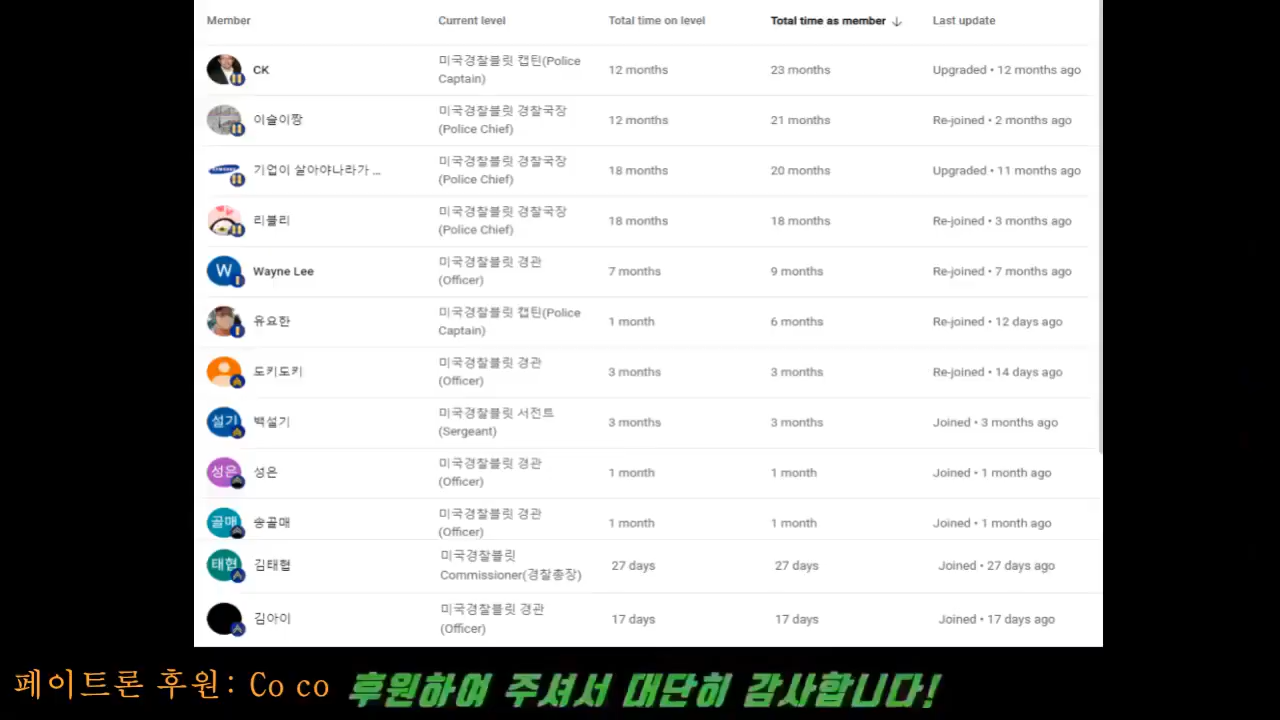 Member Current level Total time on level Total time as member ↓ Last update
CK 미국경찰블릿 캡틴(Police Captain) 12 months 23 months Upgraded • 12 months ago
이슬이짱 미국경찰블릿 경찰국장 (Police Chief) 12 months 21 months Re-joined • 2 months ago
SAMSUNG 기업이 살아야나라가 ... 미국경찰블릿 경찰국장 (Police Chief) 18 months 20 months Upgraded • 11 months ago
리블리 미국경찰블릿 경찰국장 (Police Chief) 18 months 18 months Re-joined • 3 months ago
W Wayne Lee 미국경찰블릿 경관 (Officer) 7 months 9 months Re-joined • 7 months ago
유요한 미국경찰블릿 캡틴(Police Captain) 1 month 6 months Re-joined • 12 days ago
도키도키 미국경찰블릿 경관 (Officer) 3 months 3 months Re-joined • 14 days ago
설기 백설기 미국경찰블릿 서전트 (Sergeant) 3 months 3 months Joined • 3 months ago
성은 성은 미국경찰블릿 경관 (Officer) 1 month 1 month Joined • 1 month ago
골매 송골매 미국경찰블릿 경관 (Officer) 1 month 1 month Joined • 1 month ago
태협 김태협 미국경찰블릿 Commissioner(경찰총장) 27 days 27 days Joined • 27 days ago
김아이 미국경찰블릿 경관 (Officer) 17 days 17 days Joined • 17 days ago
페이트론 후원: Co co 후원하여 주셔서 대단히 감사합니다!